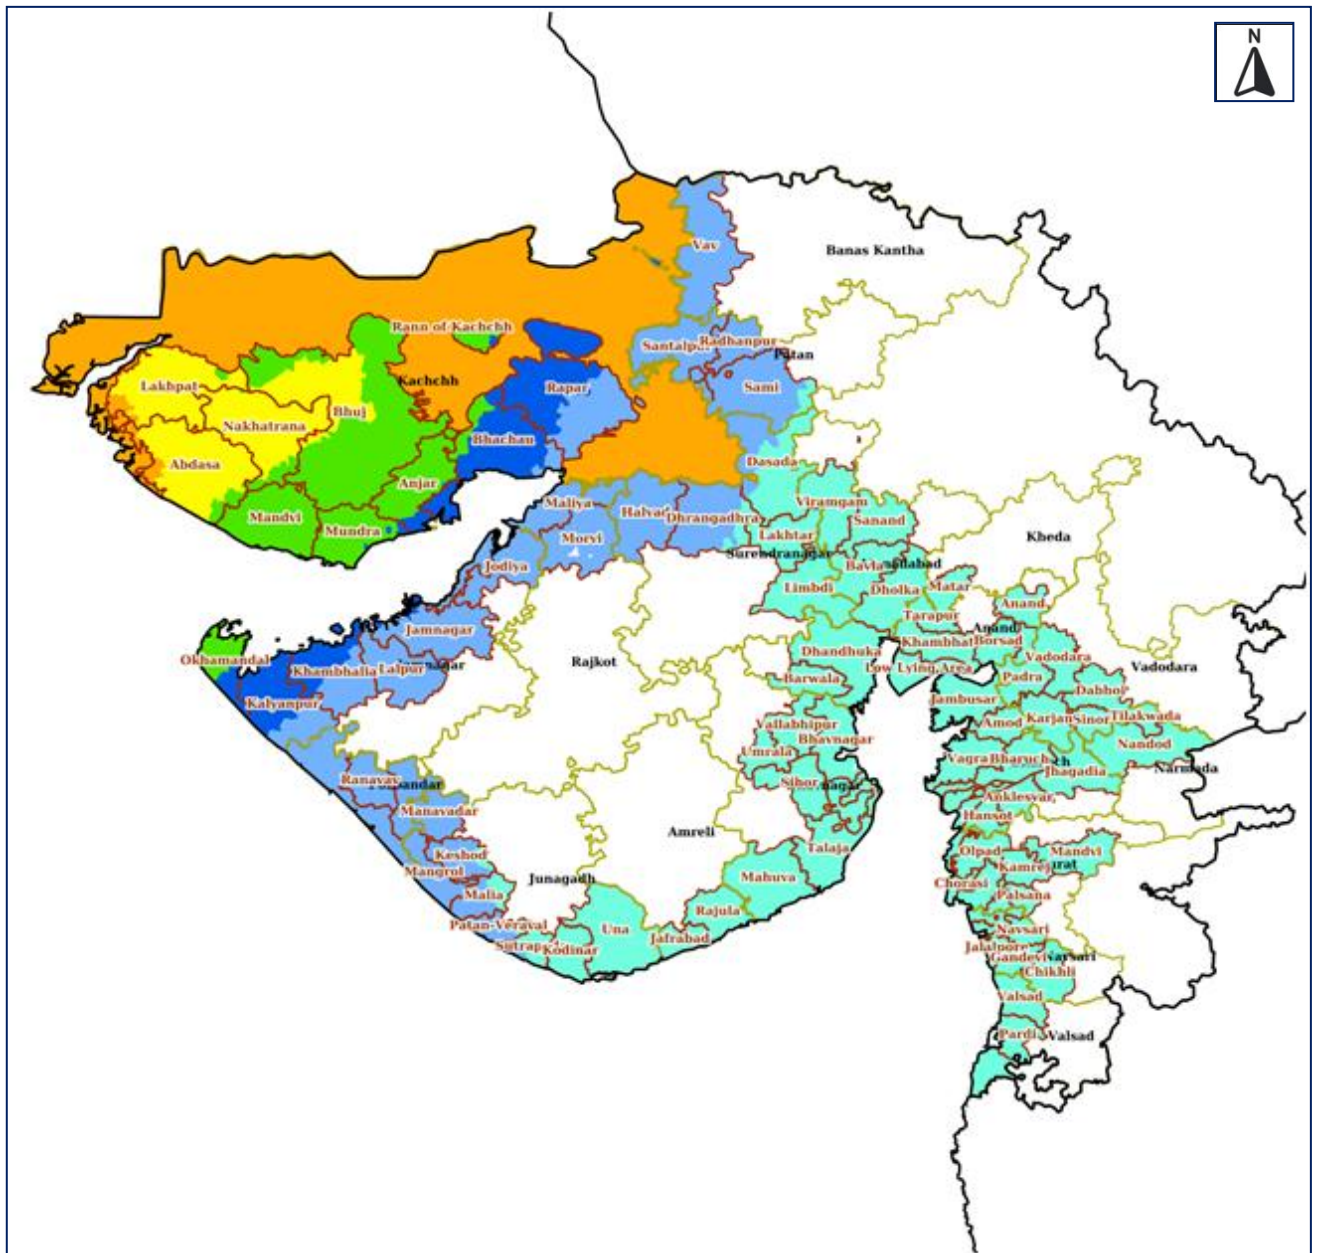 N
Vav
Banas Kantha
Rann of Kachchh
Santalpur
Radhanpur
Patan
Lakhpat
Kachchh
Rapar
Sami
Bhuj
Nakhatrana
Bhachau
Abdasa
Dasada
Anjar
Maliya
Viramgam
Mandvi
Halvad
Dhrangadhra
Sanand
Mundra
Morvi
Lakhtar
Kheda
Surendranagar
Jodiya
Bavla
Limbdi
Dholka
Matar
Anand
Tarapur
Jamnagar
Anand
Khambhat
Borsad
Dhandhuka
Vadodara
Okhamandal
Rajkot
Low Lying Area
Vadodara
Khambhalia
Lalpur
Barwala
Padra
Dabhoi
Kalyanpur
Jambusar
Vallabhipur
Amod
Karjan
Sinor
Tilakwada
Bhavnagar
Nandod
Umrala
Vagra
Bharuch
Jhagadia
Narmada
Ranavav
Sihor
Anklesvar
Manavadar
Hansot
Amreli
Talaja
Keshod
Olpad
Mandvi
Mangrol
Kamrej
Junagadh
Mahuva
Chorasi
Malia
Palsana
Rajula
Patan-Veraval
Una
Navsari
Jafrabad
Kodinar
Gandevi
Chikhli
Valsad
Pardi
Valsad